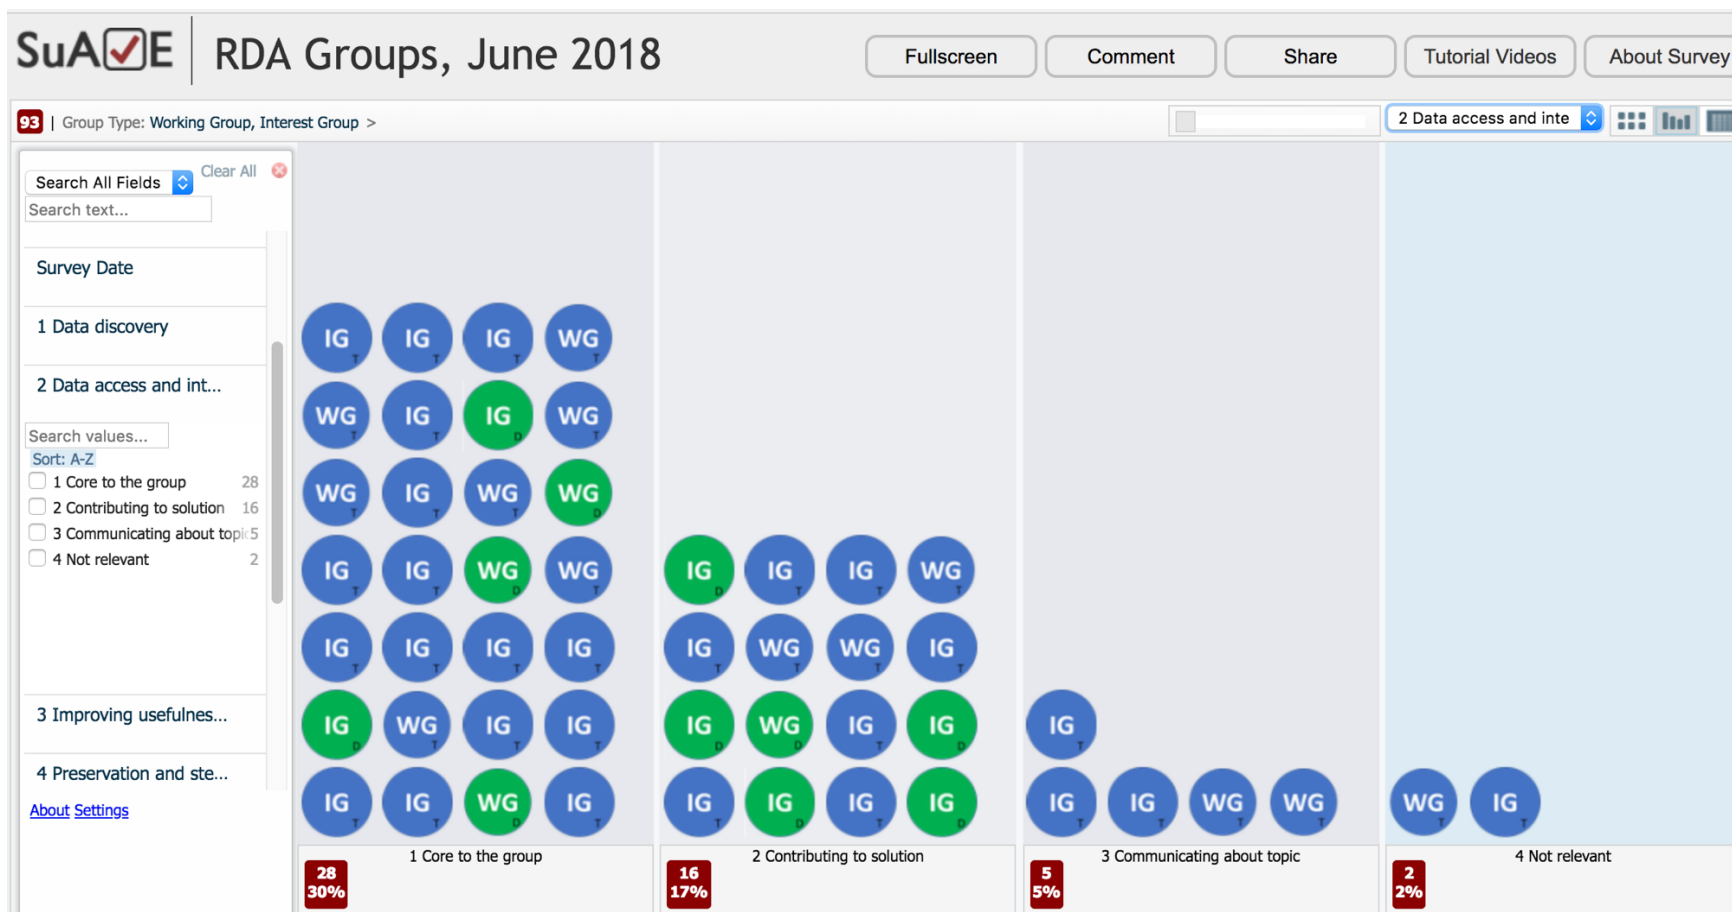 SuAVE RDA Groups, June 2018
Fullscreen Comment Share Tutorial Videos About Survey
93 | Group Type: Working Group, Interest Group >
2 Data access and inte
Search All Fields Clear All
Search text...
Survey Date
1 Data discovery
2 Data access and int...
Search values...
Sort: A-Z
1 Core to the group 28
2 Contributing to solution 16
3 Communicating about topic 5
4 Not relevant 2
3 Improving usefulnes...
4 Preservation and ste...
About Settings
IG T IG T IG T WG T
WG T IG T IG D WG T
WG T IG T WG T WG D
IG T IG T WG D WG T
IG T IG T IG T IG T
IG D WG T IG T IG T
IG T IG T WG D IG T
1 Core to the group
28
30%
IG D IG T IG T WG T
IG T WG T WG T IG T
IG D WG D IG T IG D
IG T IG D IG T IG D
2 Contributing to solution
16
17%
IG T
IG T IG T WG T WG T
3 Communicating about topic
5
5%
WG T IG T
4 Not relevant
2
2%